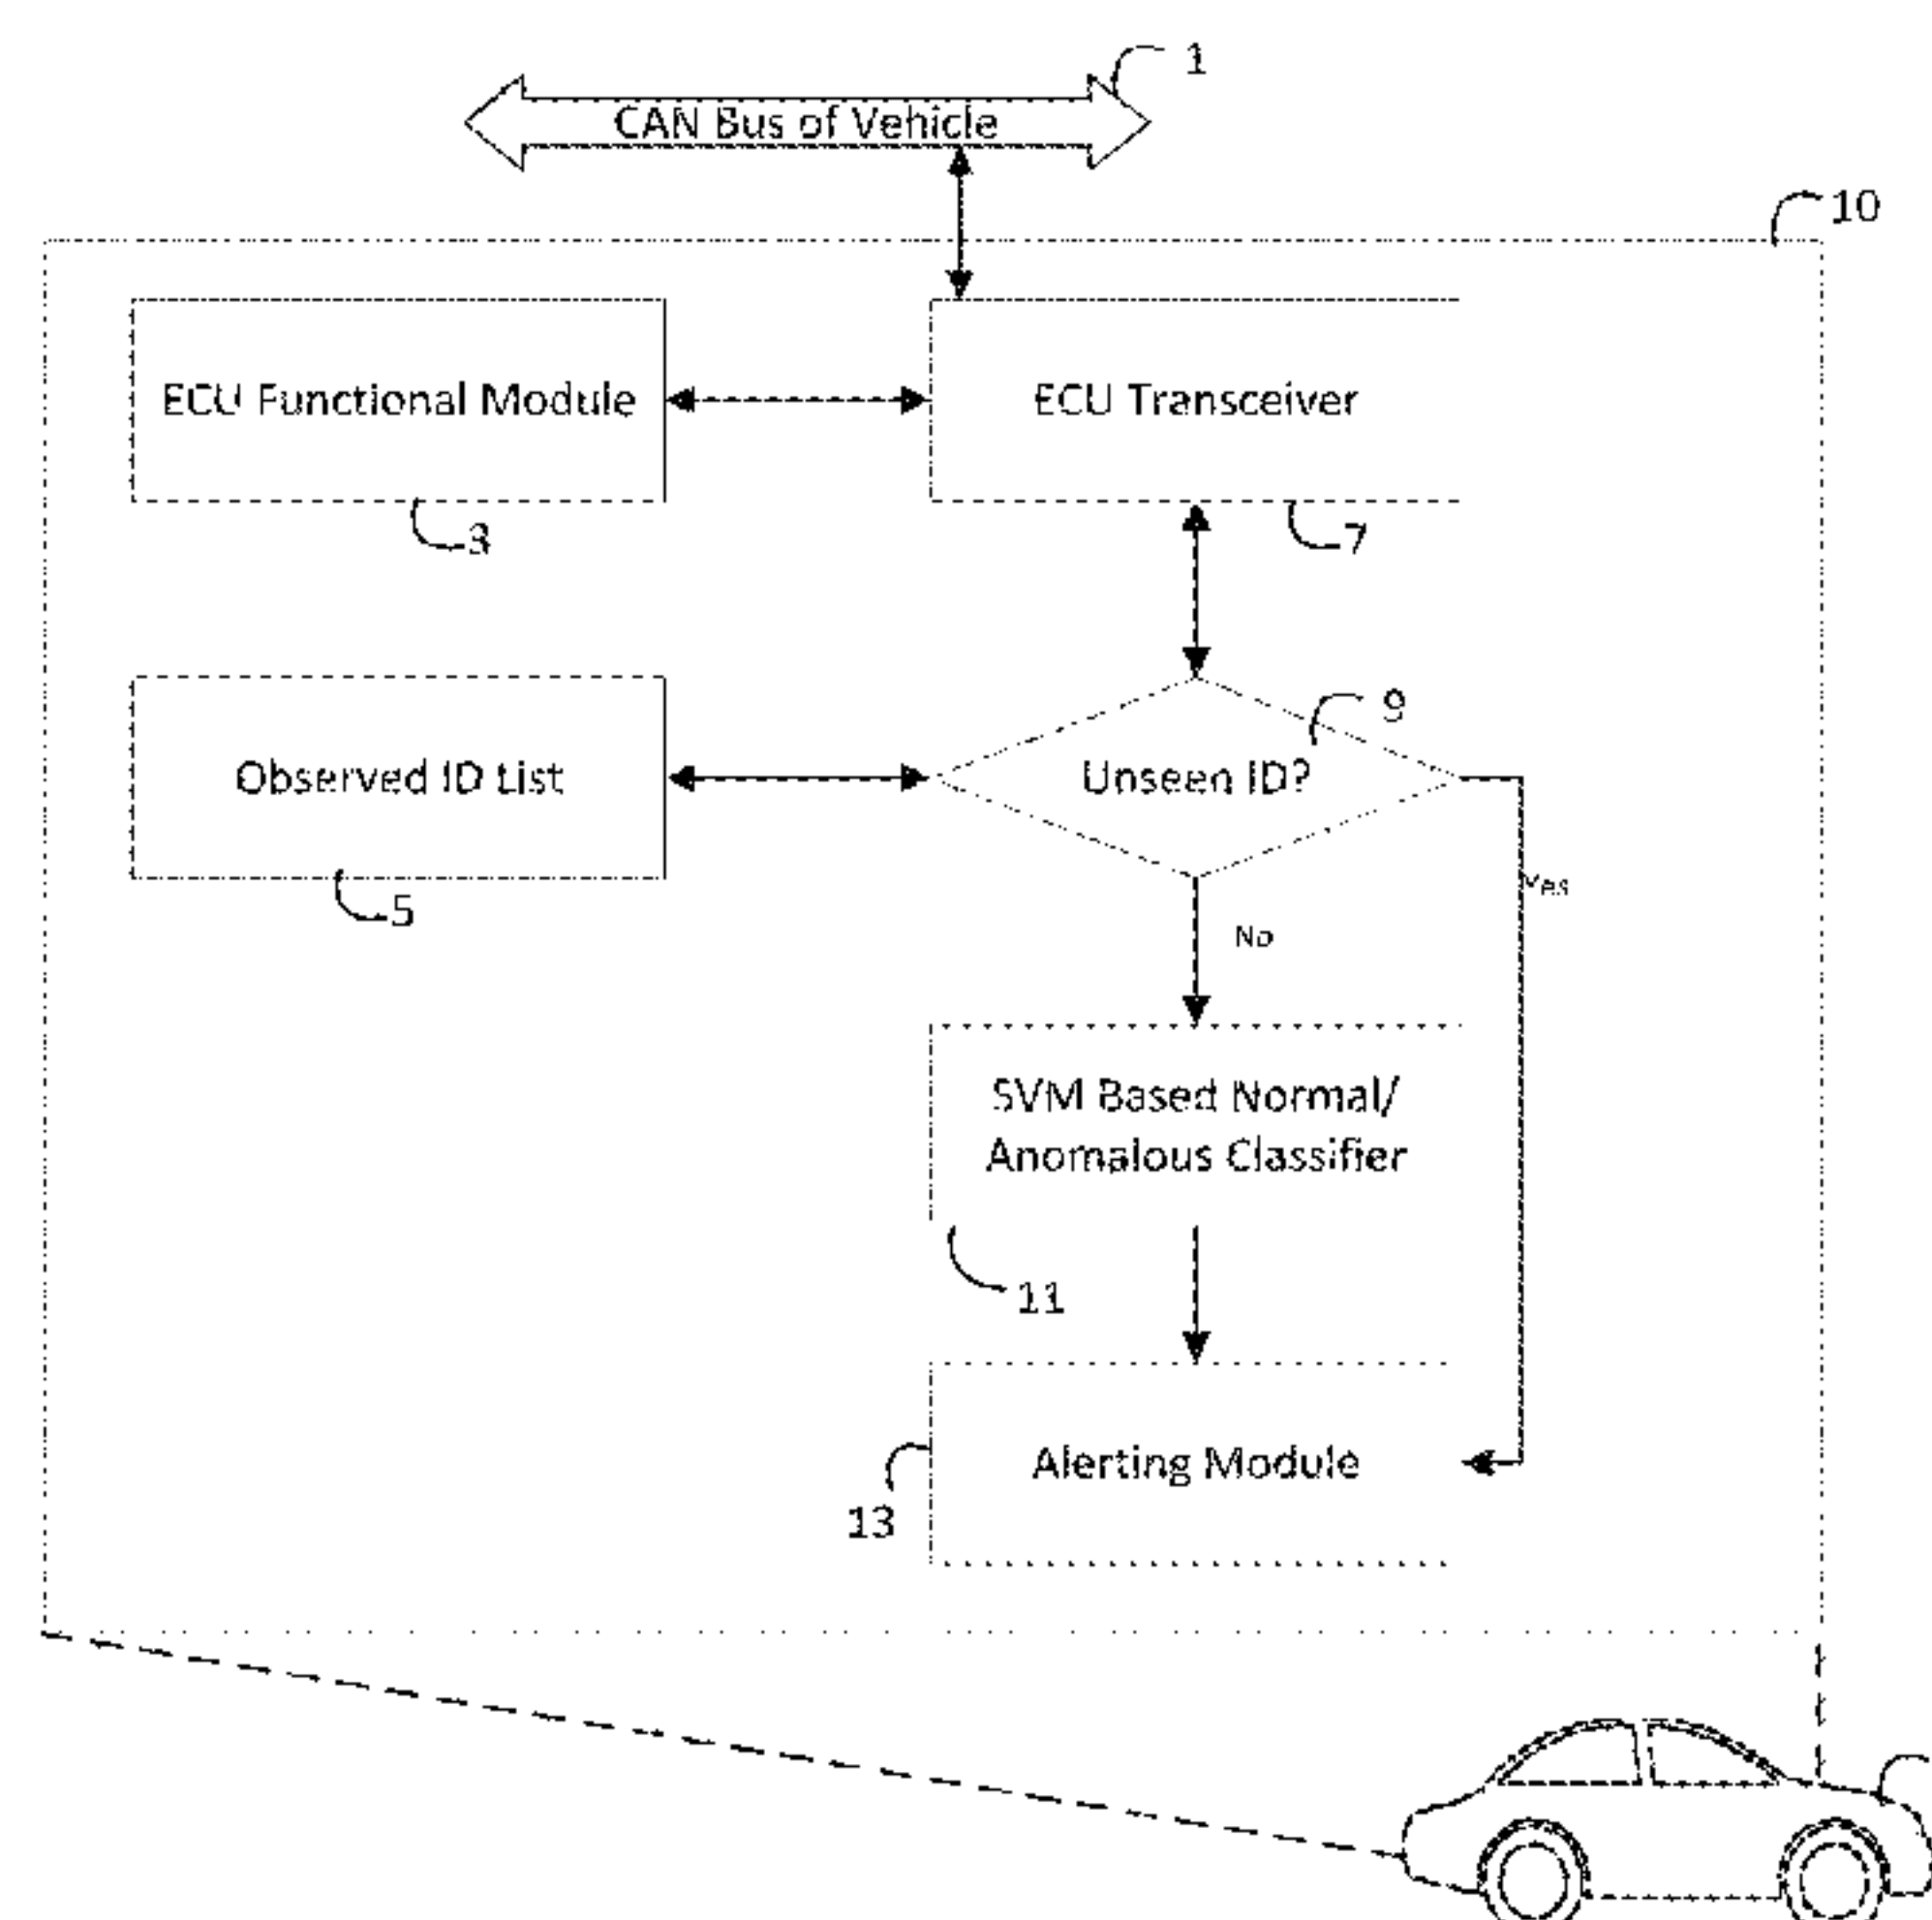 1
CAN Bus of Vehicle
10
ECU Functional Module
ECU Transceiver
3
7
9
Observed ID List
Unseen ID?
Yes
5
No
SVM Based Normal/
Anomalous Classifier
11
Alerting Module
13